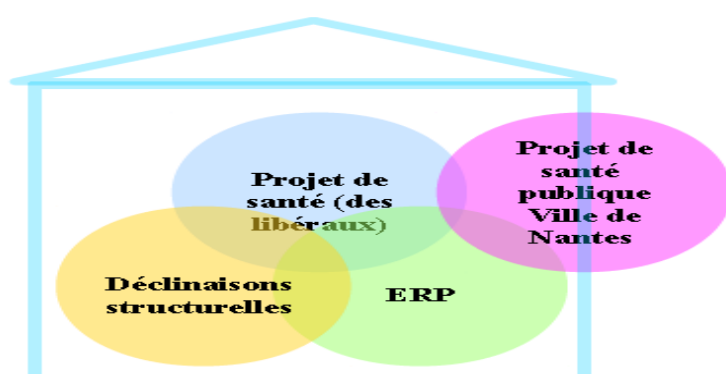 Projet de
santé (des
libéraux)
Projet de
santé
publique
Ville de
Nantes
Déclinaisons
structurelles
ERP